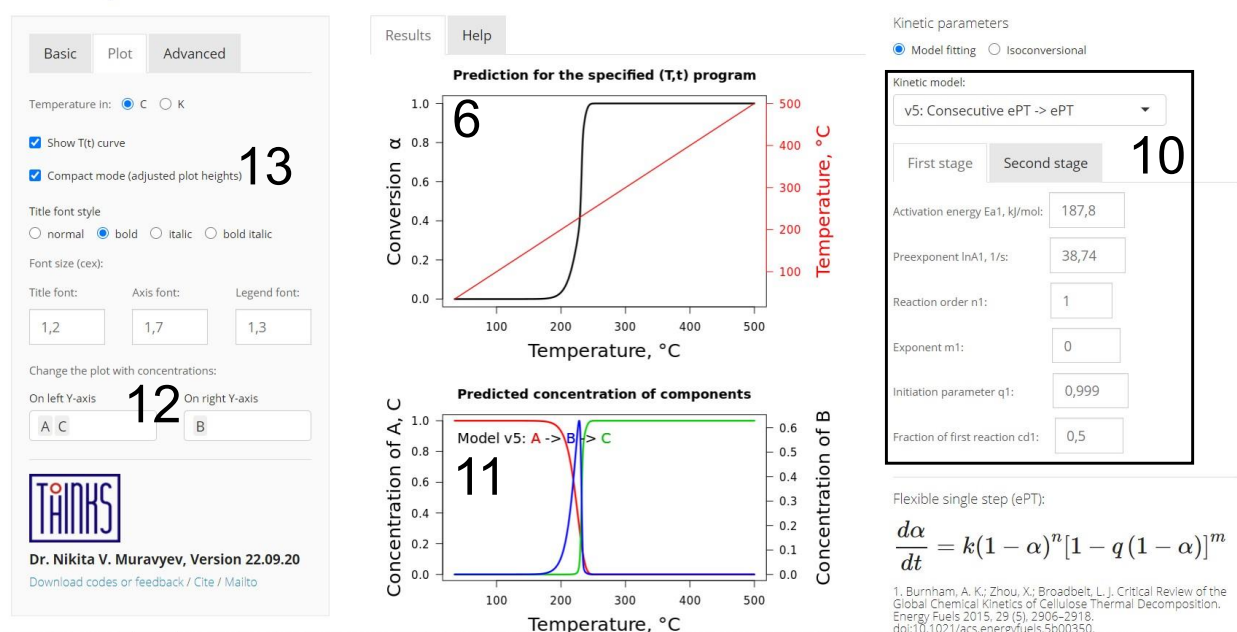 Basic Plot Advanced
Temperature in: C K
Show T(t) curve
Compact mode (adjusted plot heights)
13
Title font style
normal bold italic bold italic
Font size (cex):
Title font: Axis font: Legend font:
1,2 1,7 1,3
Change the plot with concentrations:
On left Y-axis On right Y-axis
12
A C B
THINKS
Dr. Nikita V. Muravyev, Version 22.09.20
Download codes or feedback / Cite / Mailto
Results Help
Prediction for the specified (T,t) program
6
Conversion α
1.0
0.8
0.6
0.4
0.2
0.0
500
400
300
200
100
Temperature, °C
100 200 300 400 500
Temperature, °C
Predicted concentration of components
Model v5: A -> B -> C
11
Concentration of A, C
1.0
0.8
0.6
0.4
0.2
0.0
0.6
0.5
0.4
0.3
0.2
0.1
0.0
Concentration of B
100 200 300 400 500
Temperature, °C
Kinetic parameters
Model fitting Isoconversional
Kinetic model:
v5: Consecutive ePT -> ePT
First stage Second stage
10
Activation energy Ea1, kJ/mol: 187,8
Preexponent lnA1, 1/s: 38,74
Reaction order n1: 1
Exponent m1: 0
Initiation parameter q1: 0,999
Fraction of first reaction cd1: 0,5
Flexible single step (ePT):
dα/dt = k(1 − α)^n[1 − q (1 − α)]^m
1. Burnham, A. K.; Zhou, X.; Broadbelt, L. J. Critical Review of the
Global Chemical Kinetics of Cellulose Thermal Decomposition.
Energy Fuels 2015, 29 (5), 2906–2918.
doi:10.1021/acs.energyfuels.5b00350.